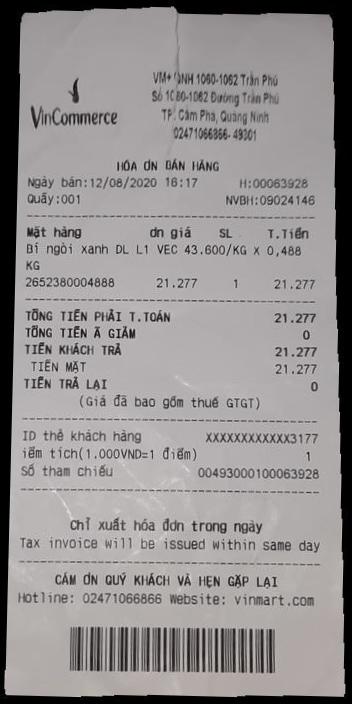 VinCommerce
VM+ QNH 1060-1062 Trần Phú
Số 1060-1062 Đường Trần Phú
TP. Cẩm Phả, Quảng Ninh
02471066866- 49301
HÓA ƠN BÁN HÀNG
Ngày bán:12/08/2020 16:17 H:00063928
Quầy:001 NVBH:09024146
Mặt hàng ơn giá SL T.Tiền
Bí ngòi xanh DL L1 VEC 43.600/KG X 0,488
KG
2652380004888 21.277 1 21.277
TỔNG TIỀN PHẢI T.TOÁN 21.277
TỔNG TIỀN Ã GIẢM 0
TIỀN KHÁCH TRẢ 21.277
TIỀN MẶT 21.277
TIỀN TRẢ LẠI 0
(Giá đã bao gồm thuế GTGT)
ID thẻ khách hàng XXXXXXXXXXXX3177
iểm tích(1.000VND=1 điểm) 1
Số tham chiếu 00493000100063928
Chỉ xuất hóa đơn trong ngày
Tax invoice will be issued within same day
CẢM ƠN QUÝ KHÁCH VÀ HẸN GẶP LẠI
Hotline: 02471066866 Website: vinmart.com